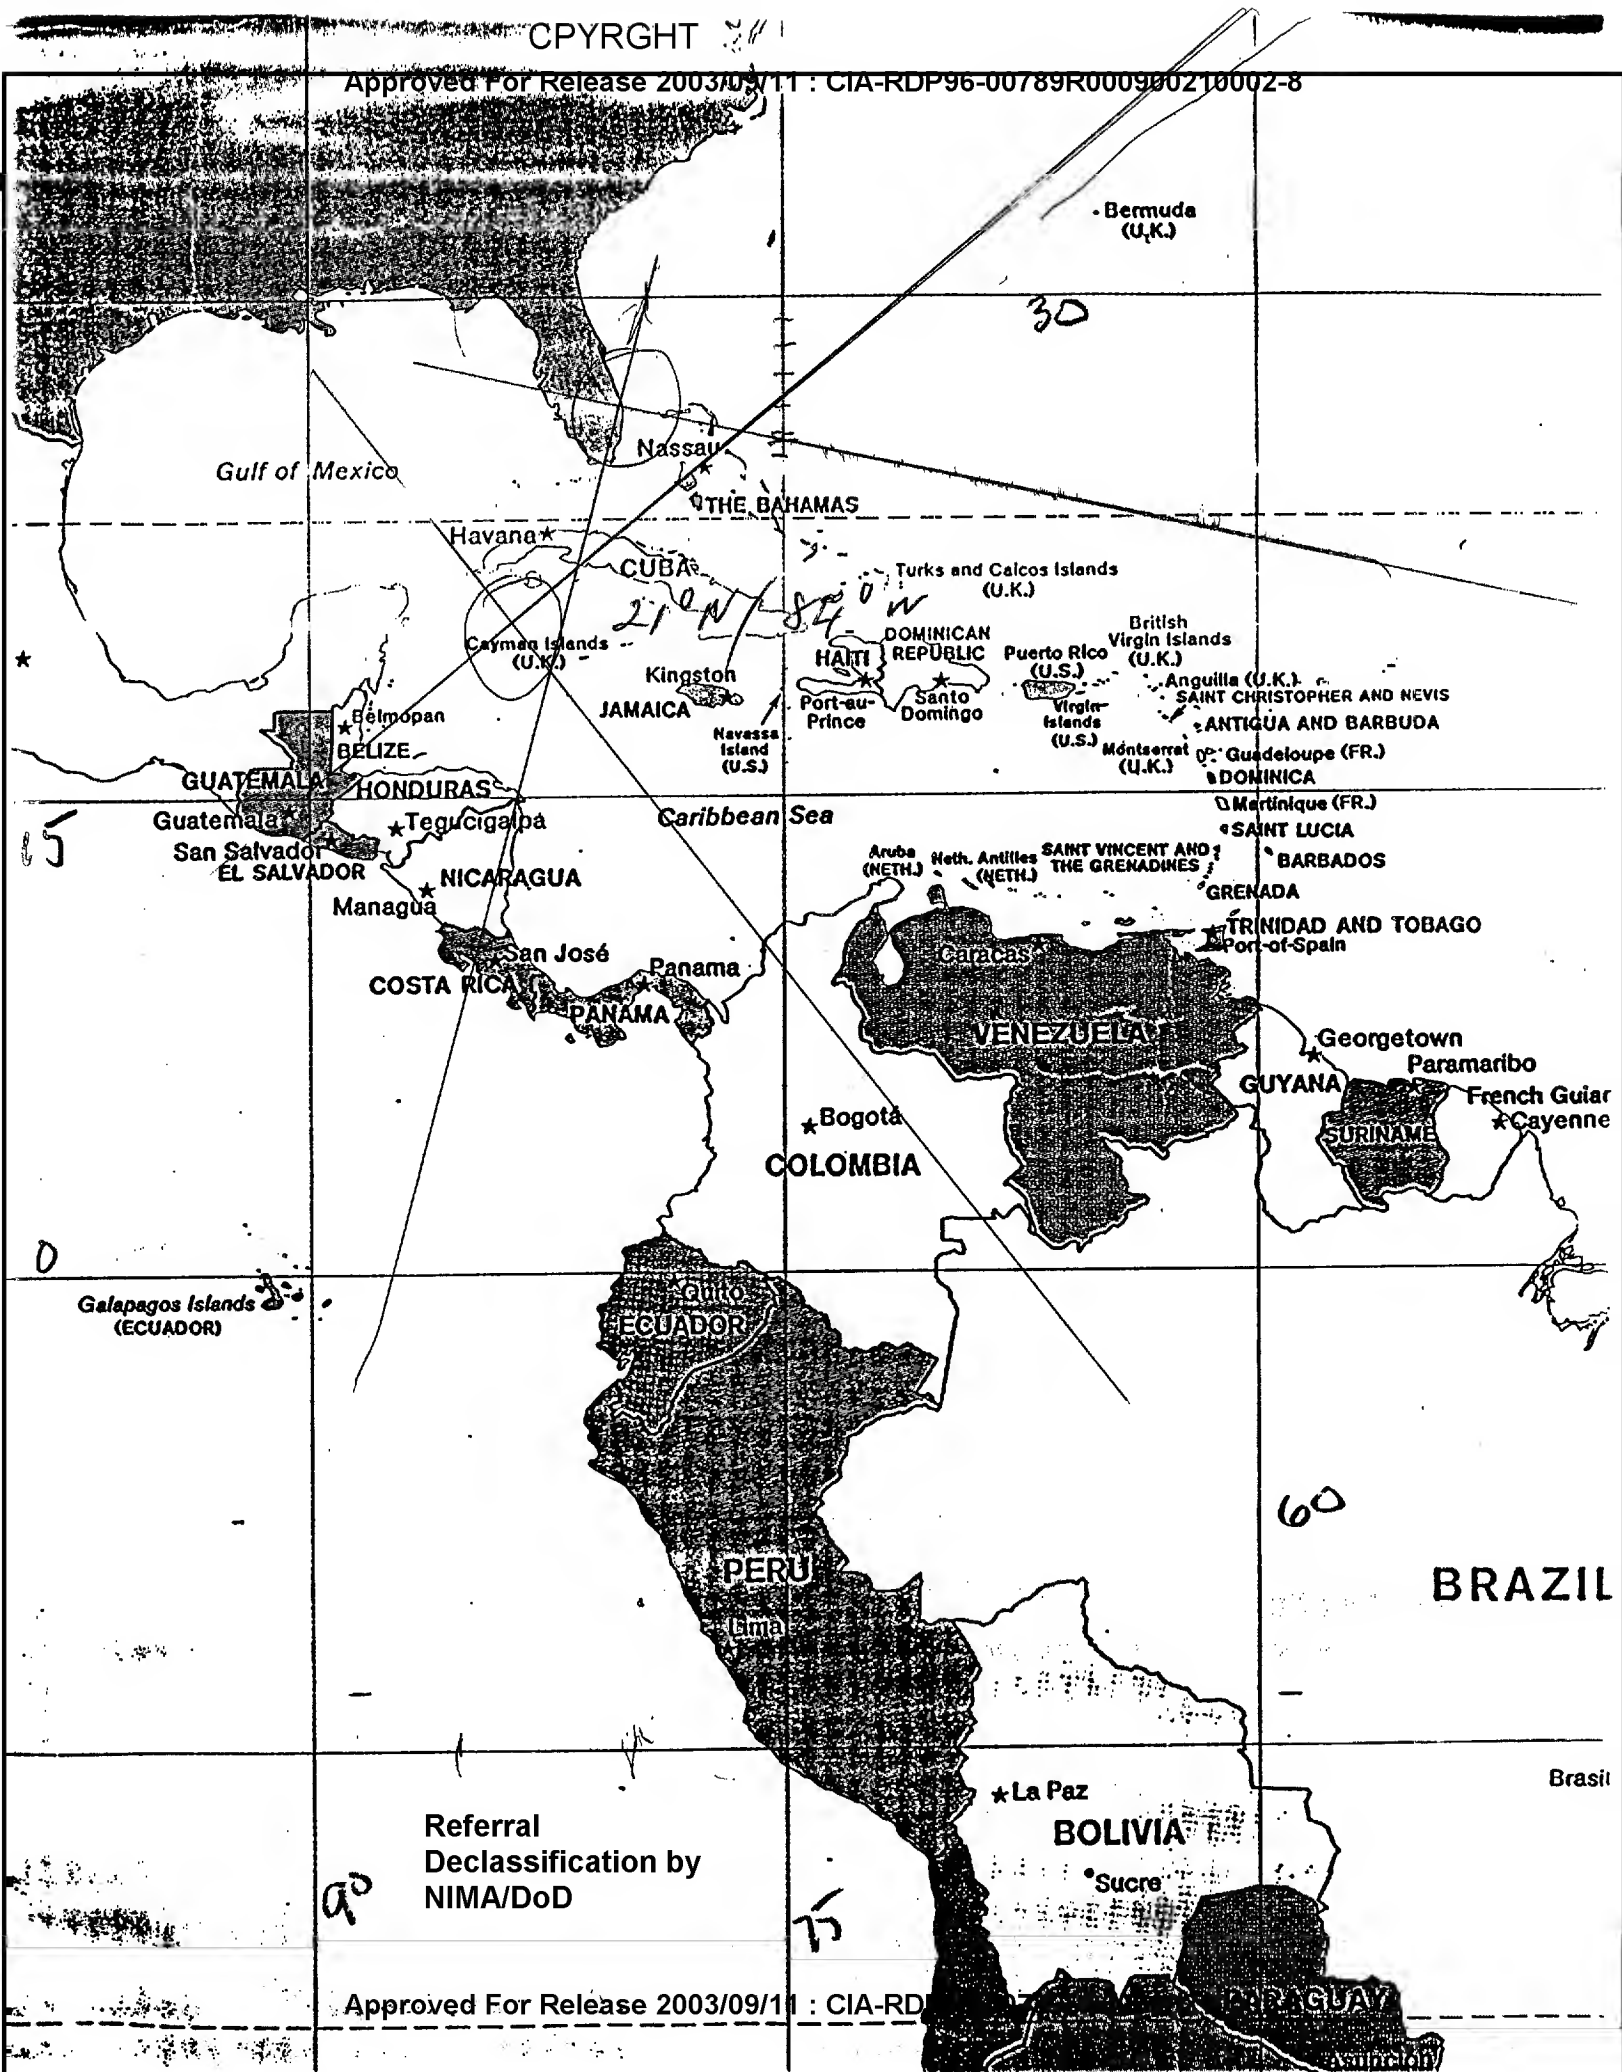 CPYRGHT
Approved For Release 2003/09/11 : CIA-RDP96-00789R000900210002-8
Bermuda
(U.K.)
30
Gulf of Mexico
Nassau
THE BAHAMAS
Havana
CUBA
Turks and Caicos Islands
(U.K.)
21°N 84°W
Cayman Islands
(U.K.)
HAITI
DOMINICAN
REPUBLIC
Puerto Rico
(U.S.)
British
Virgin Islands
(U.K.)
Kingston
JAMAICA
Port-au-
Prince
Santo
Domingo
Virgin
Islands
(U.S.)
Anguilla (U.K.)
SAINT CHRISTOPHER AND NEVIS
Navassa
Island
(U.S.)
ANTIGUA AND BARBUDA
Montserrat
(U.K.)
Guadeloupe (FR.)
DOMINICA
Belmopan
BELIZE
GUATEMALA
HONDURAS
Guatemala
Tegucigalpa
Caribbean Sea
Martinique (FR.)
SAINT LUCIA
15
San Salvador
EL SALVADOR
NICARAGUA
Managua
Aruba
(NETH.)
Neth. Antilles
(NETH.)
SAINT VINCENT AND
THE GRENADINES
BARBADOS
GRENADA
TRINIDAD AND TOBAGO
Port-of-Spain
San José
COSTA RICA
Panama
PANAMA
Caracas
VENEZUELA
Georgetown
Paramaribo
GUYANA
French Guiar
Cayenne
SURINAME
Bogotá
COLOMBIA
0
Galapagos Islands
(ECUADOR)
Quito
ECUADOR
60
PERU
BRAZIL
Lima
La Paz
Brasil
BOLIVIA
Sucre
Referral
Declassification by
NIMA/DoD
90
75
Approved For Release 2003/09/11 : CIA-RD
PARAGUAY
Asunción